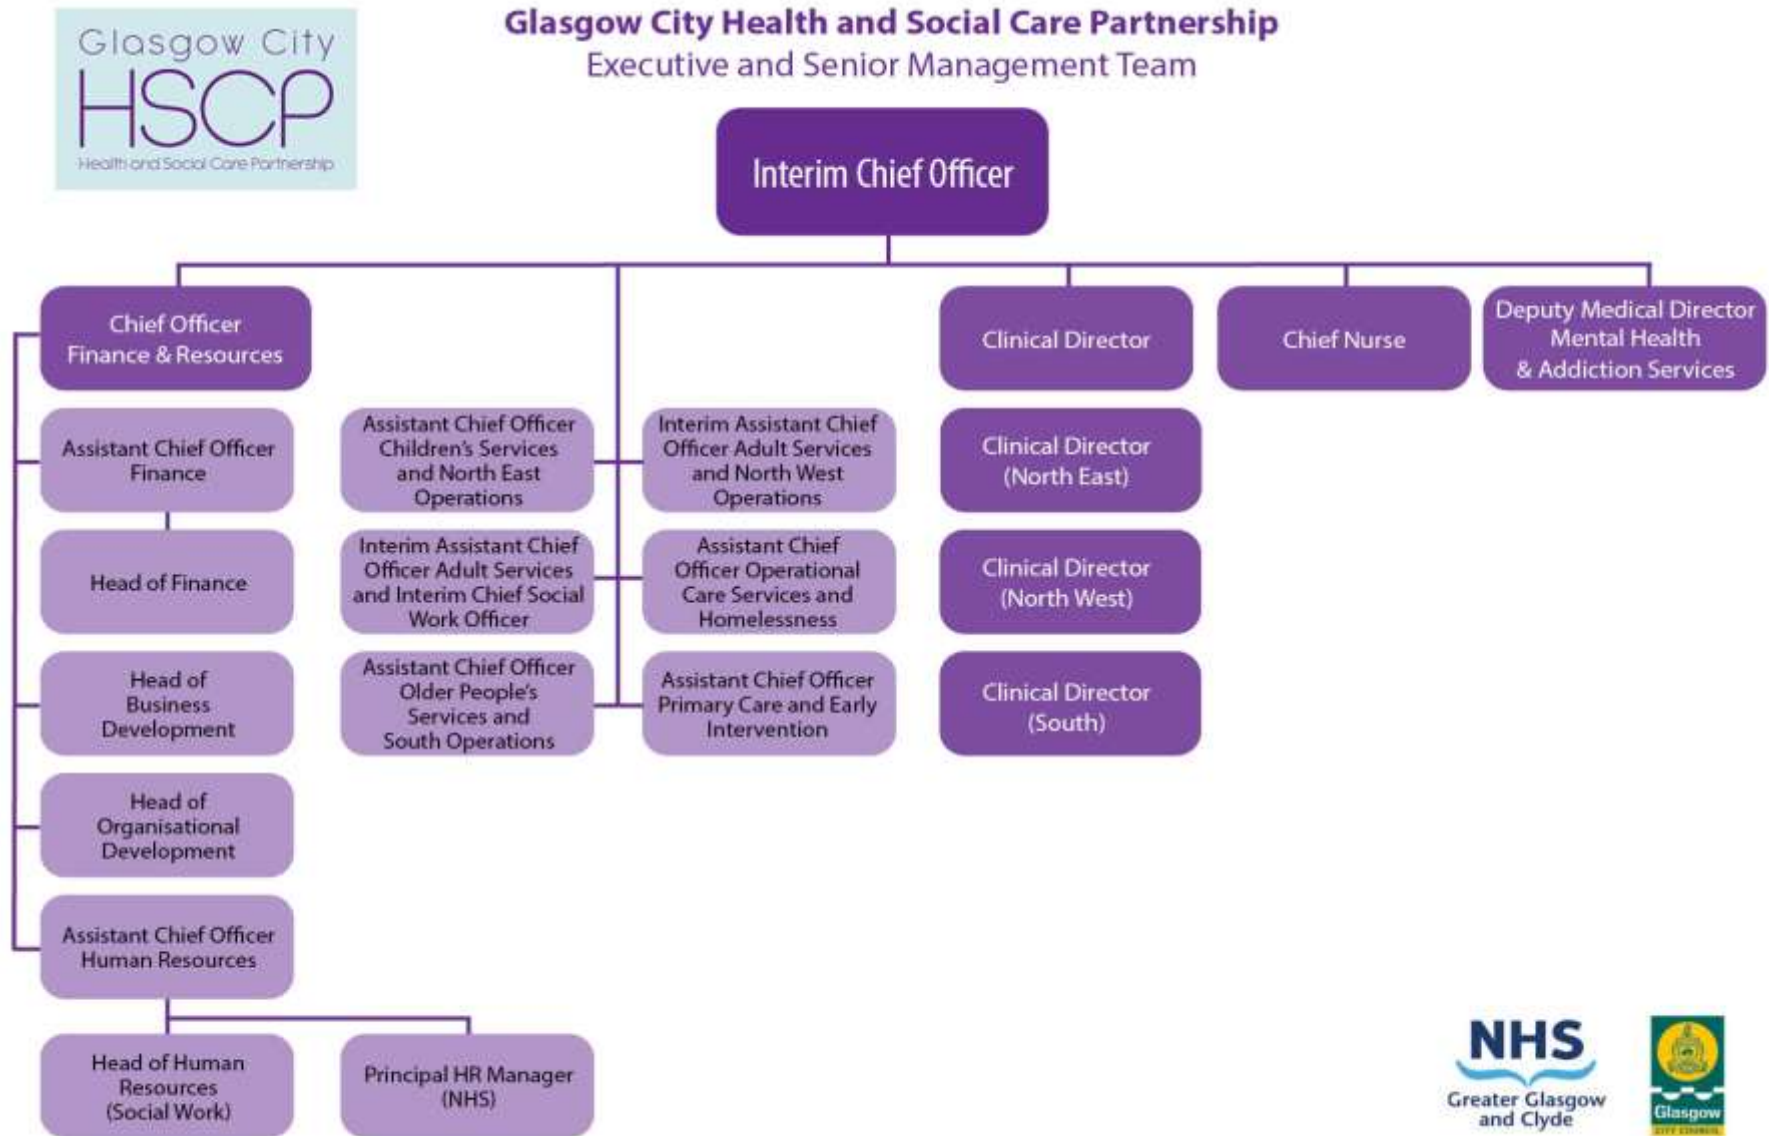 Glasgow City
HSCP
Health and Social Care Partnership
Glasgow City Health and Social Care Partnership
Executive and Senior Management Team
Interim Chief Officer
Chief Officer
Finance & Resources
Clinical Director
Chief Nurse
Deputy Medical Director
Mental Health
& Addiction Services
Assistant Chief Officer
Finance
Assistant Chief Officer
Children's Services
and North East
Operations
Interim Assistant Chief
Officer Adult Services
and North West
Operations
Clinical Director
(North East)
Head of Finance
Interim Assistant Chief
Officer Adult Services
and Interim Chief Social
Work Officer
Assistant Chief
Officer Operational
Care Services and
Homelessness
Clinical Director
(North West)
Head of
Business
Development
Assistant Chief Officer
Older People's
Services and
South Operations
Assistant Chief Officer
Primary Care and Early
Intervention
Clinical Director
(South)
Head of
Organisational
Development
Assistant Chief Officer
Human Resources
Head of Human
Resources
(Social Work)
Principal HR Manager
(NHS)
NHS
Greater Glasgow
and Clyde
Glasgow
CITY COUNCIL